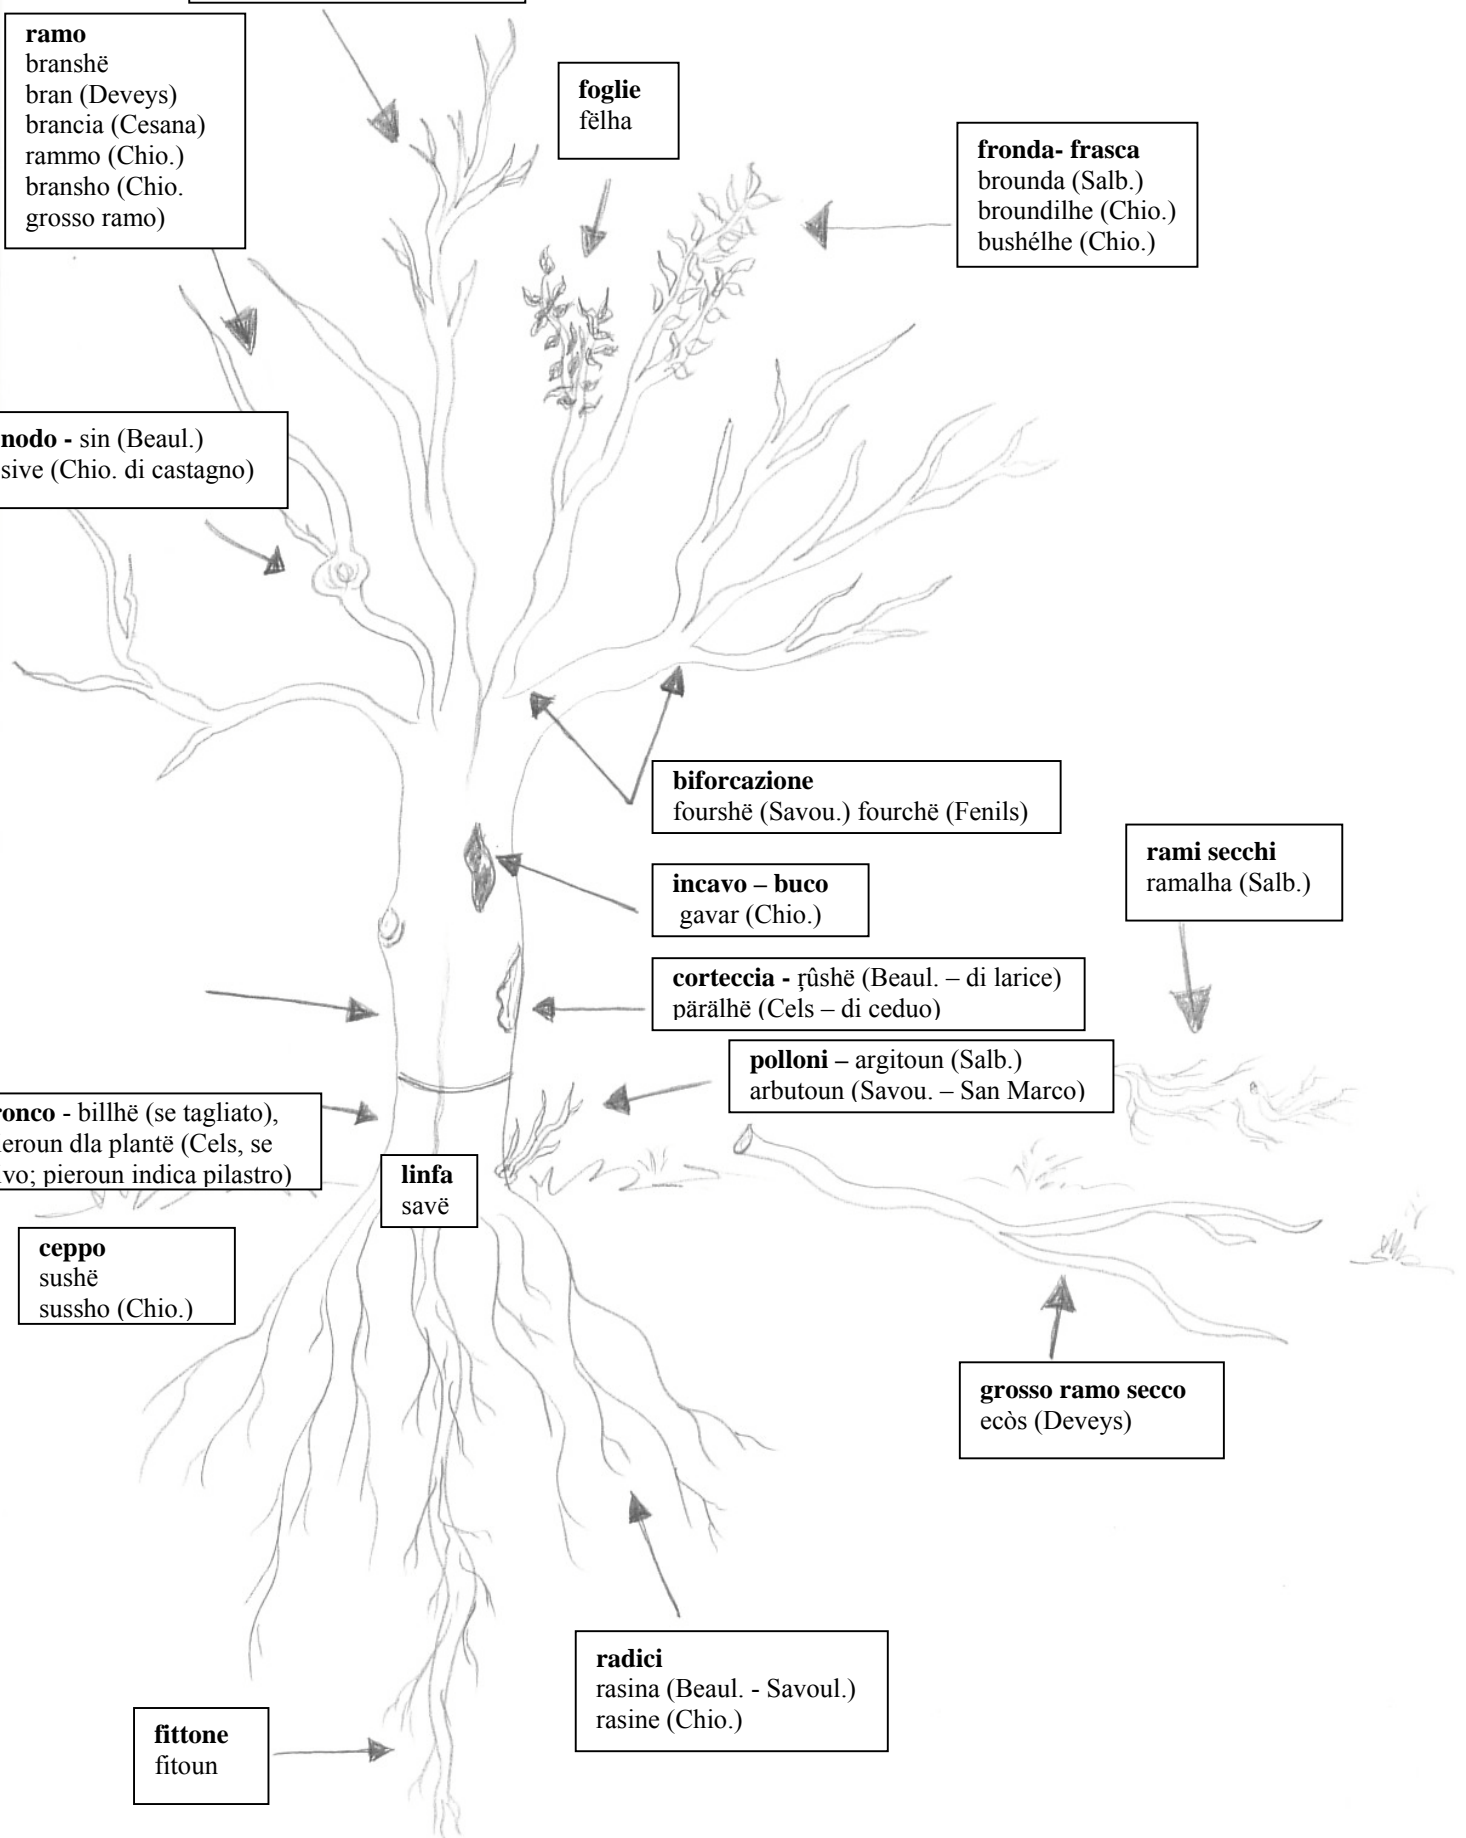 ramo
branshë
bran (Deveys)
brancia (Cesana)
rammo (Chio.)
bransho (Chio.
grosso ramo)
foglie
fëlha
fronda- frasca
brounda (Salb.)
broundilhe (Chio.)
bushélhe (Chio.)
nodo - sin (Beaul.)
sive (Chio. di castagno)
biforcazione
fourshë (Savou.) fourchë (Fenils)
incavo – buco
gavar (Chio.)
rami secchi
ramalha (Salb.)
corteccia - ţûshë (Beaul. – di larice)
pärälhë (Cels – di ceduo)
polloni – argitoun (Salb.)
arbutoun (Savou. – San Marco)
ronco - billhë (se tagliato),
eroun dla plantë (Cels, se
vo; pieroun indica pilastro)
linfa
savë
ceppo
sushë
sussho (Chio.)
grosso ramo secco
ecòs (Deveys)
radici
rasina (Beaul. - Savoul.)
rasine (Chio.)
fittone
fitoun